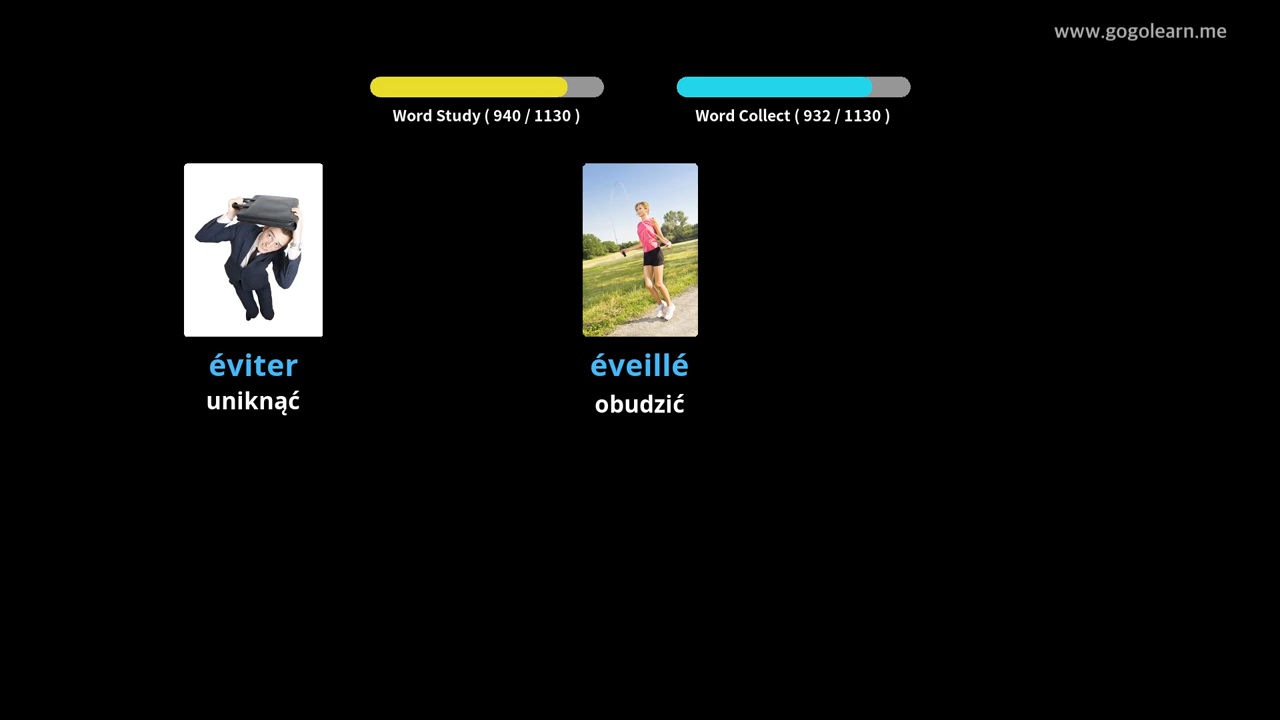 www.gogolearn.me
Word Study ( 940 / 1130 )
Word Collect ( 932 / 1130 )
éviter
uniknąć
éveillé
obudzić